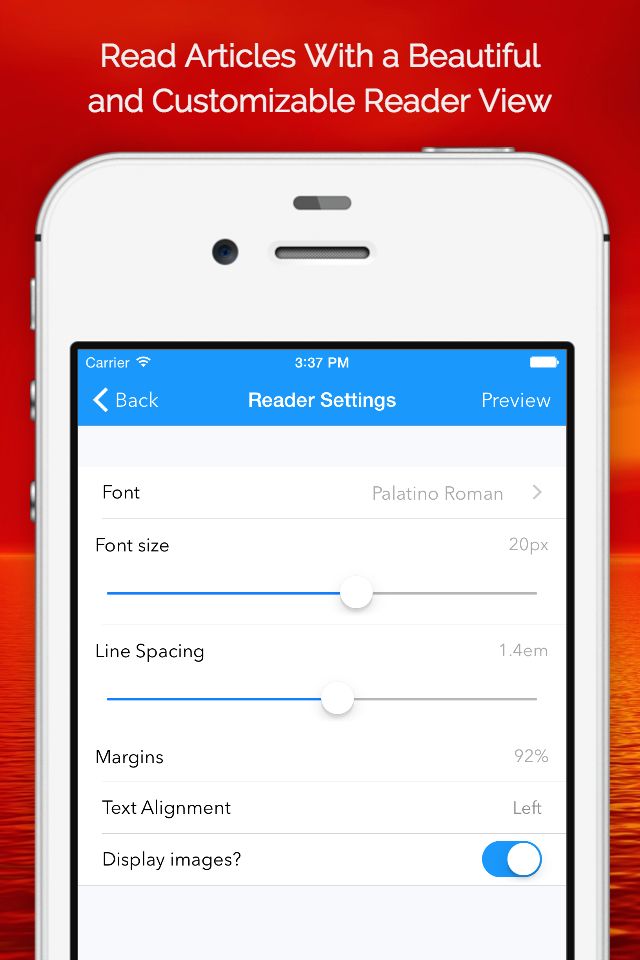 Read Articles With a Beautiful
and Customizable Reader View
Carrier 3:37 PM
Back Reader Settings Preview
Font Palatino Roman
Font size 20px
Line Spacing 1.4em
Margins 92%
Text Alignment Left
Display images?